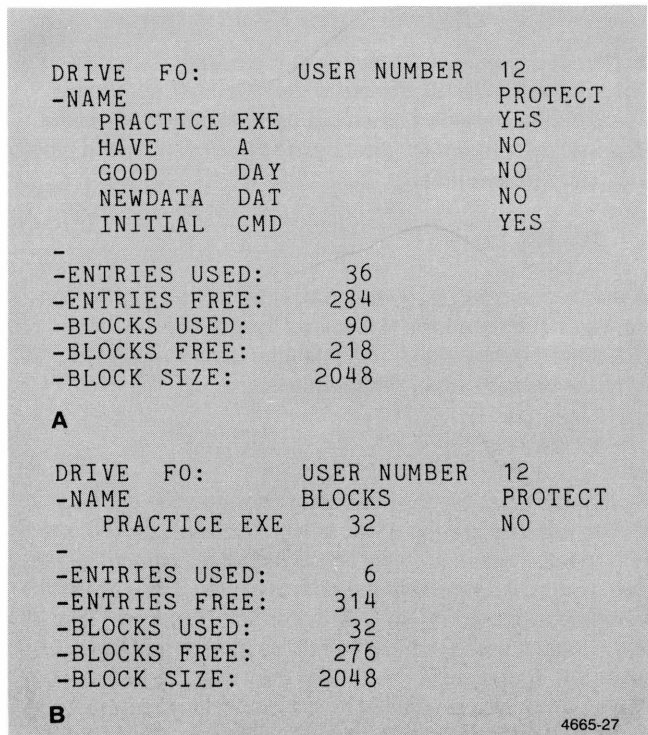 DRIVE FO: USER NUMBER 12
-NAME PROTECT
PRACTICE EXE YES
HAVE A NO
GOOD DAY NO
NEWDATA DAT NO
INITIAL CMD YES
-
-ENTRIES USED: 36
-ENTRIES FREE: 284
-BLOCKS USED: 90
-BLOCKS FREE: 218
-BLOCK SIZE: 2048
A
DRIVE FO: USER NUMBER 12
-NAME BLOCKS PROTECT
PRACTICE EXE 32 NO
-
-ENTRIES USED: 6
-ENTRIES FREE: 314
-BLOCKS USED: 32
-BLOCKS FREE: 276
-BLOCK SIZE: 2048
B
4665-27